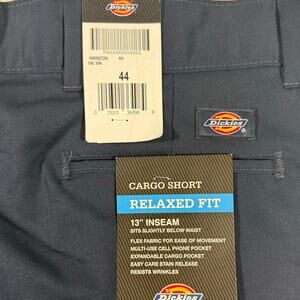 Dickies
44
Dickies
CARGO SHORT
RELAXED FIT
13" INSEAM
SITS SLIGHTLY BELOW WAIST
FLEX FABRIC FOR EASE OF MOVEMENT
MULTI-USE CELL PHONE POCKET
EXPANDABLE CARGO POCKET
EASY CARE STAIN RELEASE
RESISTS WRINKLES
Dickies